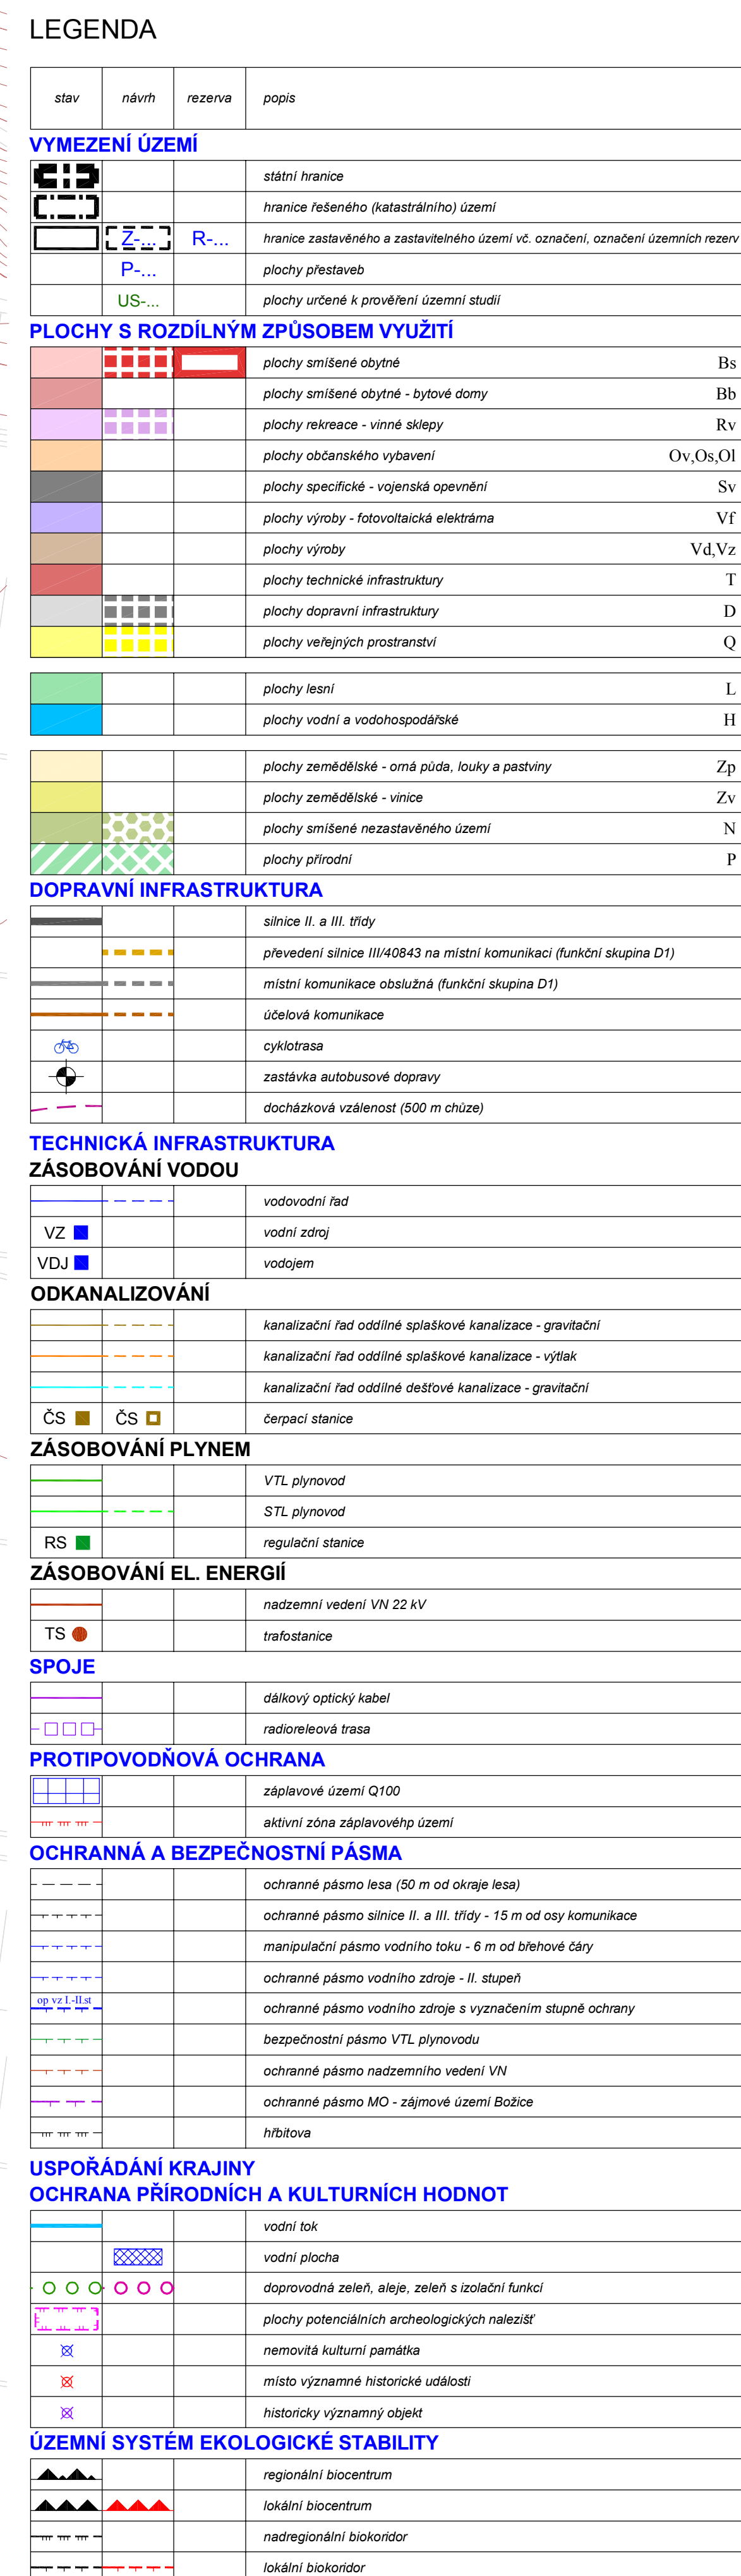 LEGENDA
stav návrh rezerva popis
VYMEZENÍ ÚZEMÍ
státní hranice
hranice řešeného (katastrálního) území
Z-... R-... hranice zastavěného a zastavitelného území vč. označení, označení územních rezerv
P-... plochy přestaveb
US-... plochy určené k prověření územní studií
PLOCHY S ROZDÍLNÝM ZPŮSOBEM VYUŽITÍ
plochy smíšené obytné Bs
plochy smíšené obytné - bytové domy Bb
plochy rekreace - vinné sklepy Rv
plochy občanského vybavení Ov,Os,Ol
plochy specifické - vojenská opevnění Sv
plochy výroby - fotovoltaická elektrárna Vf
plochy výroby Vd,Vz
plochy technické infrastruktury T
plochy dopravní infrastruktury D
plochy veřejných prostranství Q
plochy lesní L
plochy vodní a vodohospodářské H
plochy zemědělské - orná půda, louky a pastviny Zp
plochy zemědělské - vinice Zv
plochy smíšené nezastavěného území N
plochy přírodní P
DOPRAVNÍ INFRASTRUKTURA
silnice II. a III. třídy
převedení silnice III/40843 na místní komunikaci (funkční skupina D1)
místní komunikace obslužná (funkční skupina D1)
účelová komunikace
cyklotrasa
zastávka autobusové dopravy
docházková vzálenost (500 m chůze)
TECHNICKÁ INFRASTRUKTURA
ZÁSOBOVÁNÍ VODOU
vodovodní řad
VZ vodní zdroj
VDJ vodojem
ODKANALIZOVÁNÍ
kanalizační řad oddílné splaškové kanalizace - gravitační
kanalizační řad oddílné splaškové kanalizace - výtlak
kanalizační řad oddílné dešťové kanalizace - gravitační
ČS ČS čerpací stanice
ZÁSOBOVÁNÍ PLYNEM
VTL plynovod
STL plynovod
RS regulační stanice
ZÁSOBOVÁNÍ EL. ENERGIÍ
nadzemní vedení VN 22 kV
TS trafostanice
SPOJE
dálkový optický kabel
radioreleová trasa
PROTIPOVODŇOVÁ OCHRANA
záplavové území Q100
aktivní zóna záplavovéhp území
OCHRANNÁ A BEZPEČNOSTNÍ PÁSMA
ochranné pásmo lesa (50 m od okraje lesa)
ochranné pásmo silnice II. a III. třídy - 15 m od osy komunikace
manipulační pásmo vodního toku - 6 m od břehové čáry
ochranné pásmo vodního zdroje - II. stupeň
op vz I.-II.st ochranné pásmo vodního zdroje s vyznačením stupně ochrany
bezpečnostní pásmo VTL plynovodu
ochranné pásmo nadzemního vedení VN
ochranné pásmo MO - zájmové území Božice
hřbitova
USPOŘÁDÁNÍ KRAJINY
OCHRANA PŘÍRODNÍCH A KULTURNÍCH HODNOT
vodní tok
vodní plocha
doprovodná zeleň, aleje, zeleň s izolační funkcí
plochy potenciálních archeologických nalezišť
nemovitá kulturní památka
místo významné historické události
historicky významný objekt
ÚZEMNÍ SYSTÉM EKOLOGICKÉ STABILITY
regionální biocentrum
lokální biocentrum
nadregionální biokoridor
lokální biokoridor